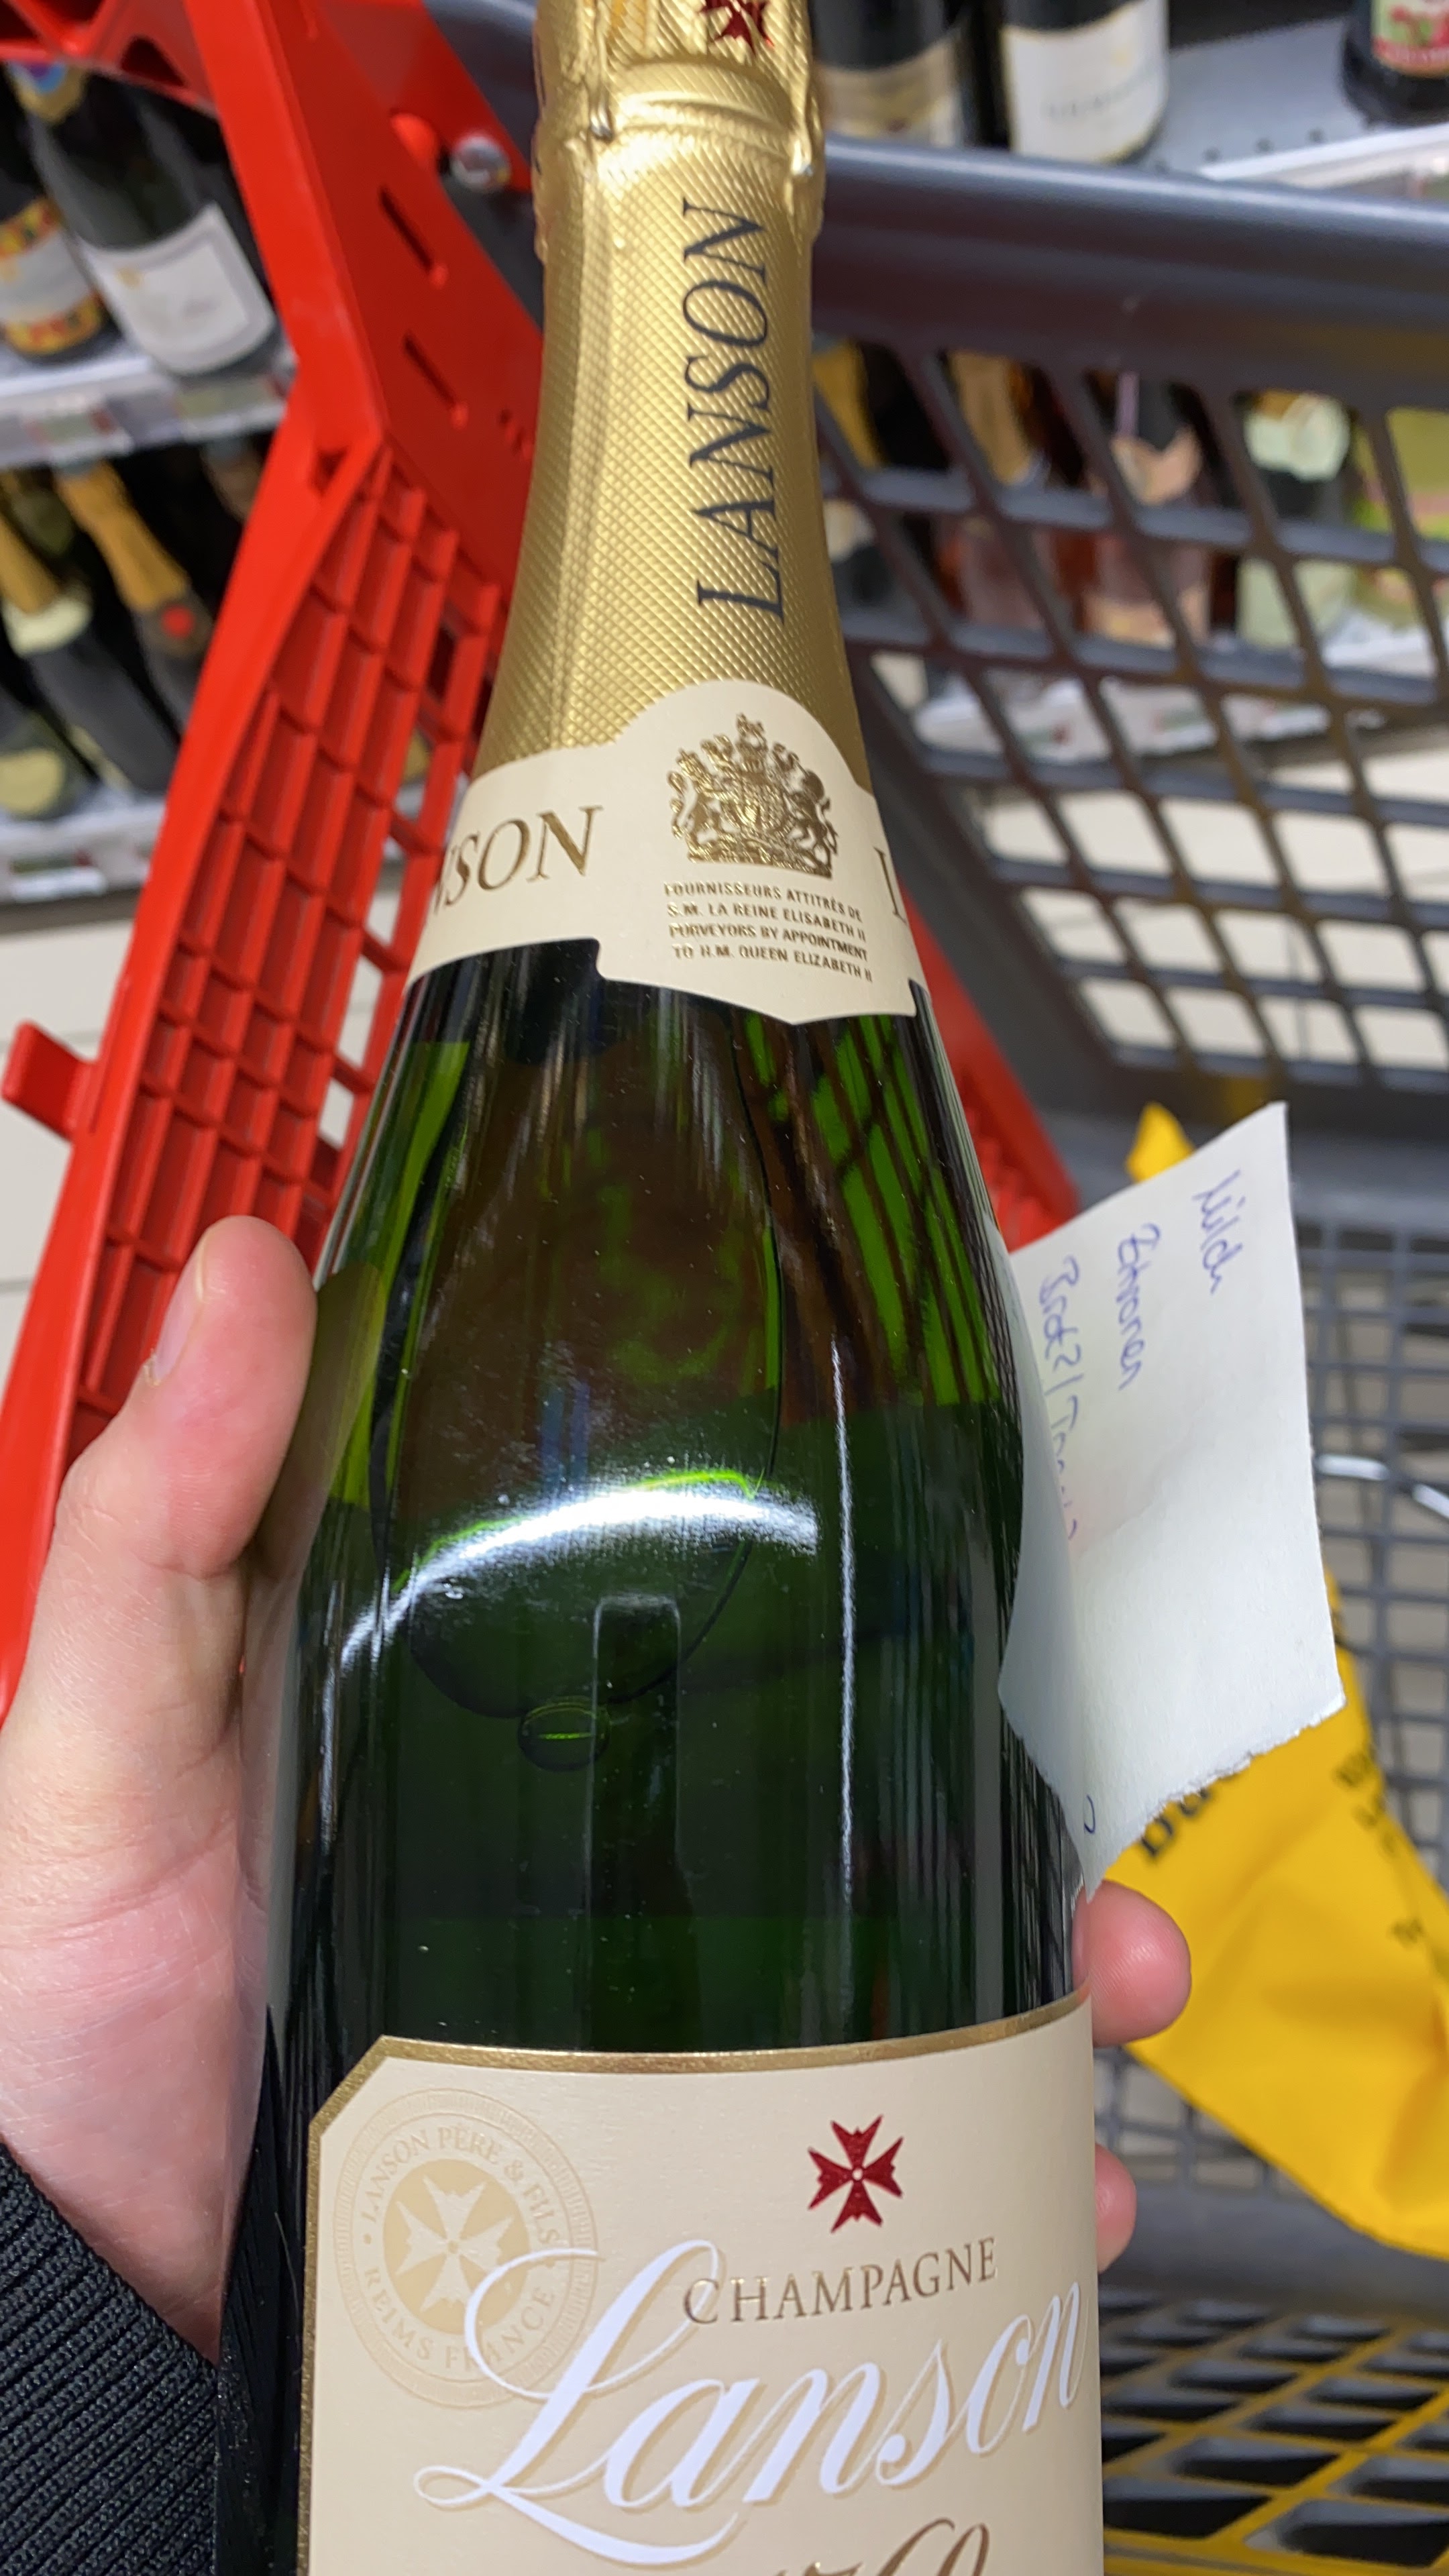 LANSON
NSON
L
FOURNISSEURS ATTITRÉS DE
S.M. LA REINE ELISABETH II
PURVEYORS BY APPOINTMENT
TO H.M. QUEEN ELIZABETH II
Milch
Zitronen
Brot?/
LANSON PÈRE & FILS
REIMS FRANCE
CHAMPAGNE
Lanson